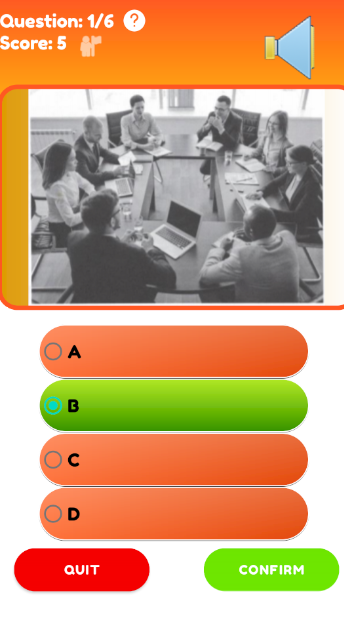 Question: 1/6 ?
Score: 5
A
B
C
D
QUIT
CONFIRM